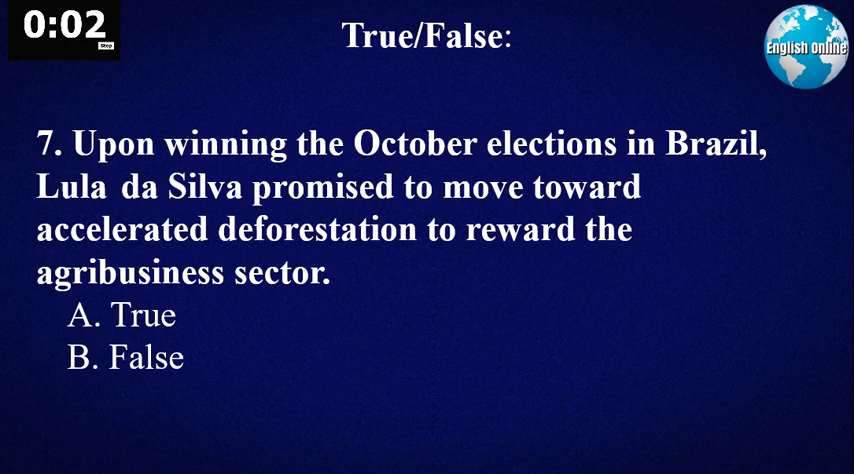 0:02
Stop
True/False:
English Online
7. Upon winning the October elections in Brazil,
Lula da Silva promised to move toward
accelerated deforestation to reward the
agribusiness sector.
A. True
B. False